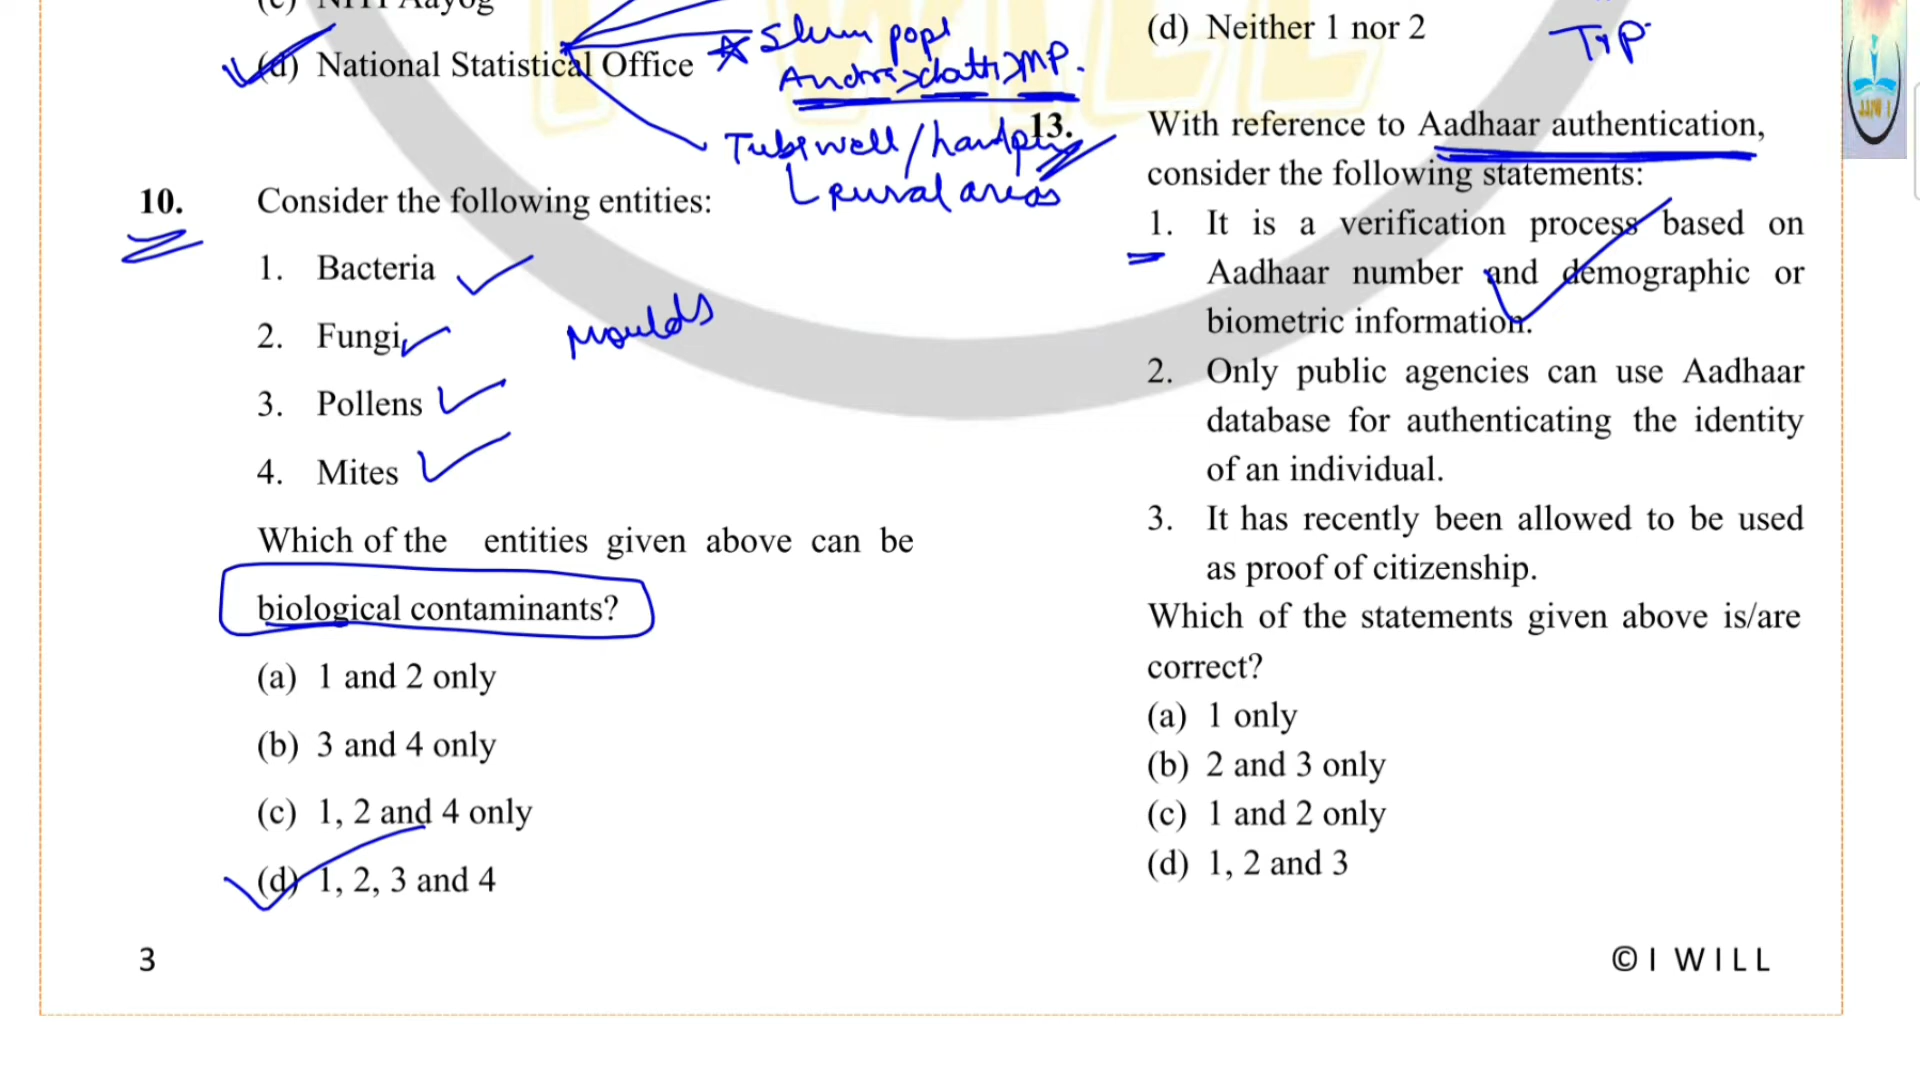 (d) National Statistical Office
Slum popl
Andra > > MP.
Tubewell /
Rural areas
10. Consider the following entities:
1. Bacteria
2. Fungi
3. Pollens
4. Mites
Moulds
Which of the entities given above can be
biological contaminants?
(a) 1 and 2 only
(b) 3 and 4 only
(c) 1, 2 and 4 only
(d) 1, 2, 3 and 4
3
(d) Neither 1 nor 2
13. With reference to Aadhaar authentication,
consider the following statements:
1. It is a verification process based on
Aadhaar number and demographic or
biometric information.
2. Only public agencies can use Aadhaar
database for authenticating the identity
of an individual.
3. It has recently been allowed to be used
as proof of citizenship.
Which of the statements given above is/are
correct?
(a) 1 only
(b) 2 and 3 only
(c) 1 and 2 only
(d) 1, 2 and 3
© I WILL